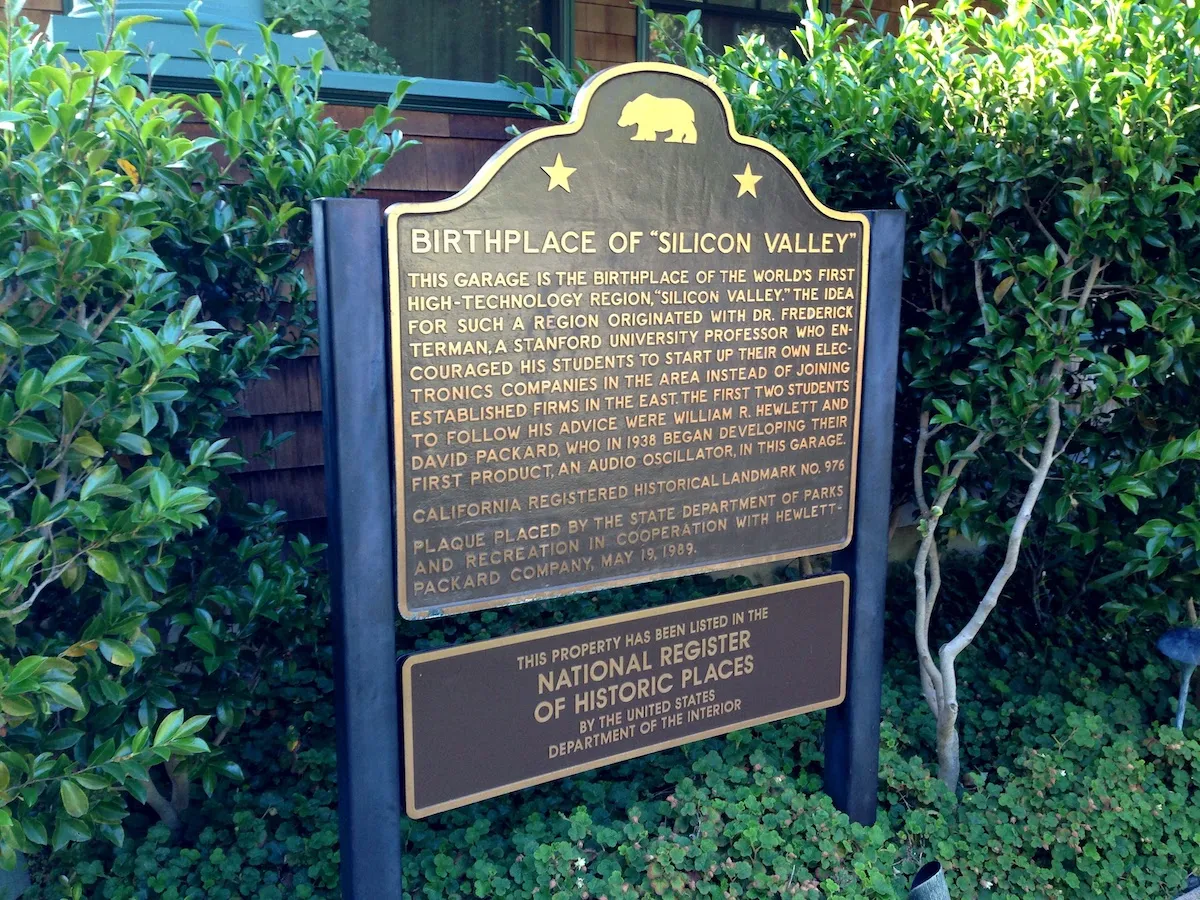 BIRTHPLACE OF "SILICON VALLEY"
THIS GARAGE IS THE BIRTHPLACE OF THE WORLD'S FIRST
HIGH-TECHNOLOGY REGION, "SILICON VALLEY." THE IDEA
FOR SUCH A REGION ORIGINATED WITH DR. FREDERICK
TERMAN, A STANFORD UNIVERSITY PROFESSOR WHO EN-
COURAGED HIS STUDENTS TO START UP THEIR OWN ELEC-
TRONICS COMPANIES IN THE AREA INSTEAD OF JOINING
ESTABLISHED FIRMS IN THE EAST. THE FIRST TWO STUDENTS
TO FOLLOW HIS ADVICE WERE WILLIAM R. HEWLETT AND
DAVID PACKARD, WHO IN 1938 BEGAN DEVELOPING THEIR
FIRST PRODUCT, AN AUDIO OSCILLATOR, IN THIS GARAGE.
CALIFORNIA REGISTERED HISTORICAL LANDMARK NO. 976
PLAQUE PLACED BY THE STATE DEPARTMENT OF PARKS
AND RECREATION IN COOPERATION WITH HEWLETT-
PACKARD COMPANY, MAY 19, 1989.
THIS PROPERTY HAS BEEN LISTED IN THE
NATIONAL REGISTER
OF HISTORIC PLACES
BY THE UNITED STATES
DEPARTMENT OF THE INTERIOR